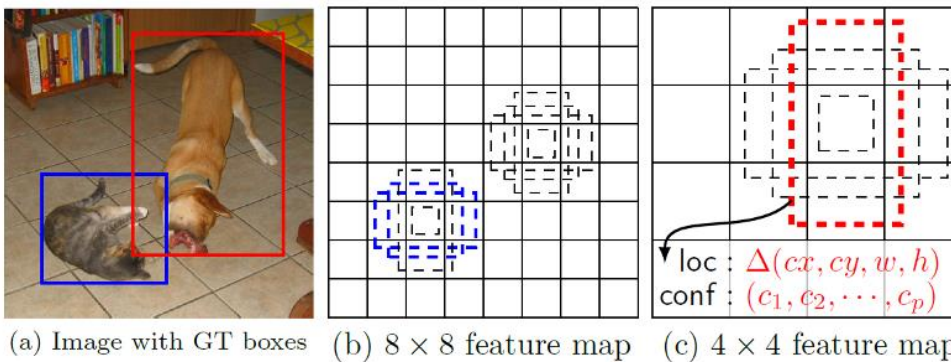 loc : Δ(cx, cy, w, h)
conf : (c₁, c₂, ⋯, cₚ)
(a) Image with GT boxes
(b) 8 × 8 feature map
(c) 4 × 4 feature map